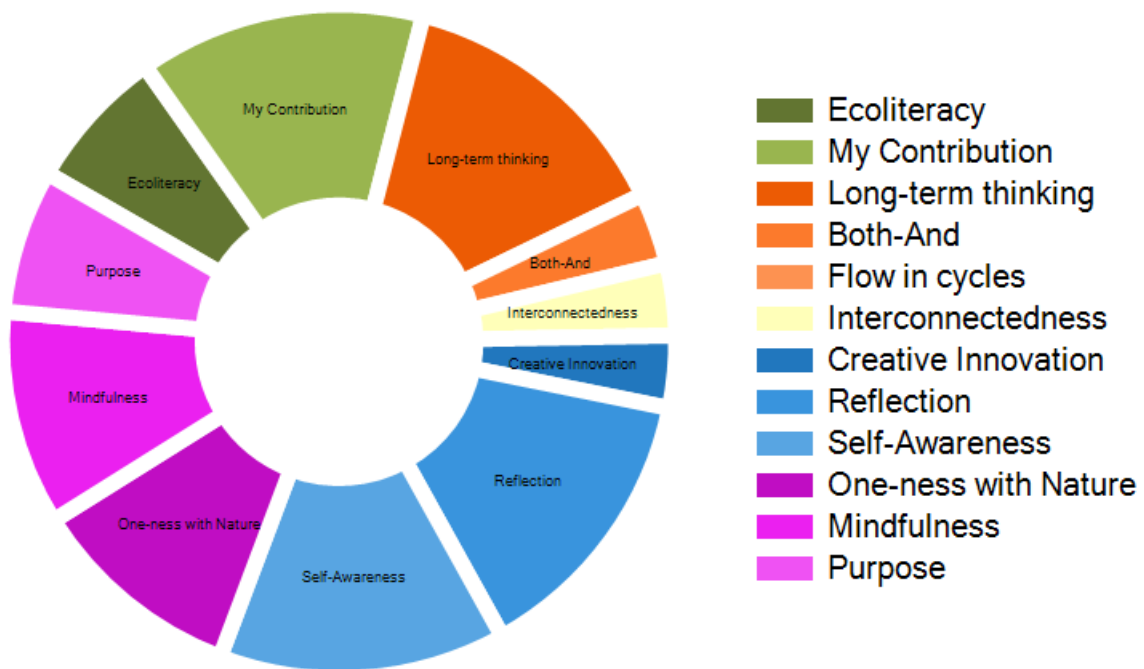 My Contribution
Long-term thinking
Ecoliteracy
Both-And
Purpose
Interconnectedness
Creative Innovation
Mindfulness
Reflection
One-ness with Nature
Self-Awareness
Ecoliteracy
My Contribution
Long-term thinking
Both-And
Flow in cycles
Interconnectedness
Creative Innovation
Reflection
Self-Awareness
One-ness with Nature
Mindfulness
Purpose